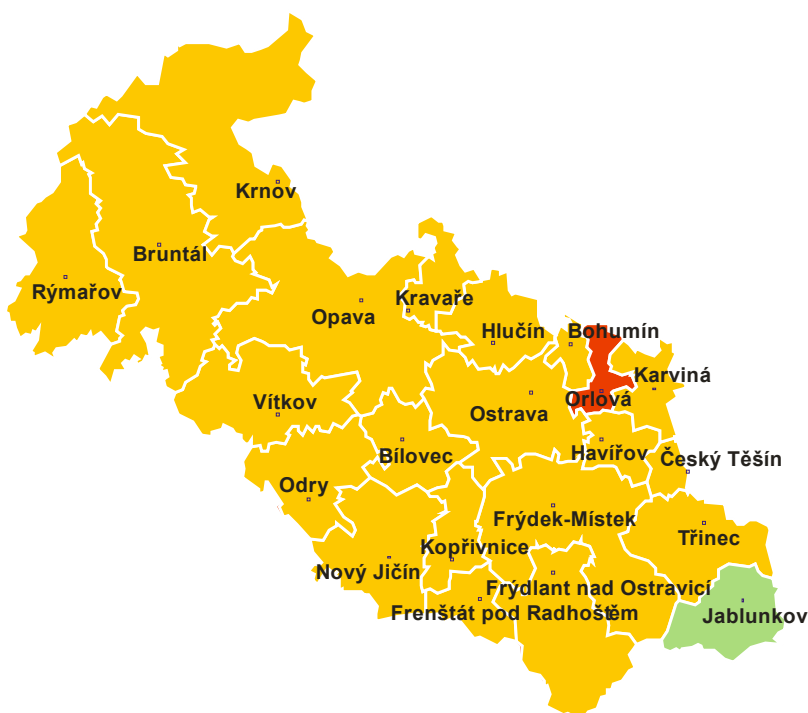 Krnov
Bruntál
Rýmařov
Kravaře
Opava
Hlučín
Bohumín
Karviná
Orlová
Vítkov
Ostrava
Bílovec
Havířov
Český Těšín
Odry
Frýdek-Místek
Třinec
Kopřivnice
Nový Jičín
Frýdlant nad Ostravicí
Frenštát pod Radhoštěm
Jablunkov